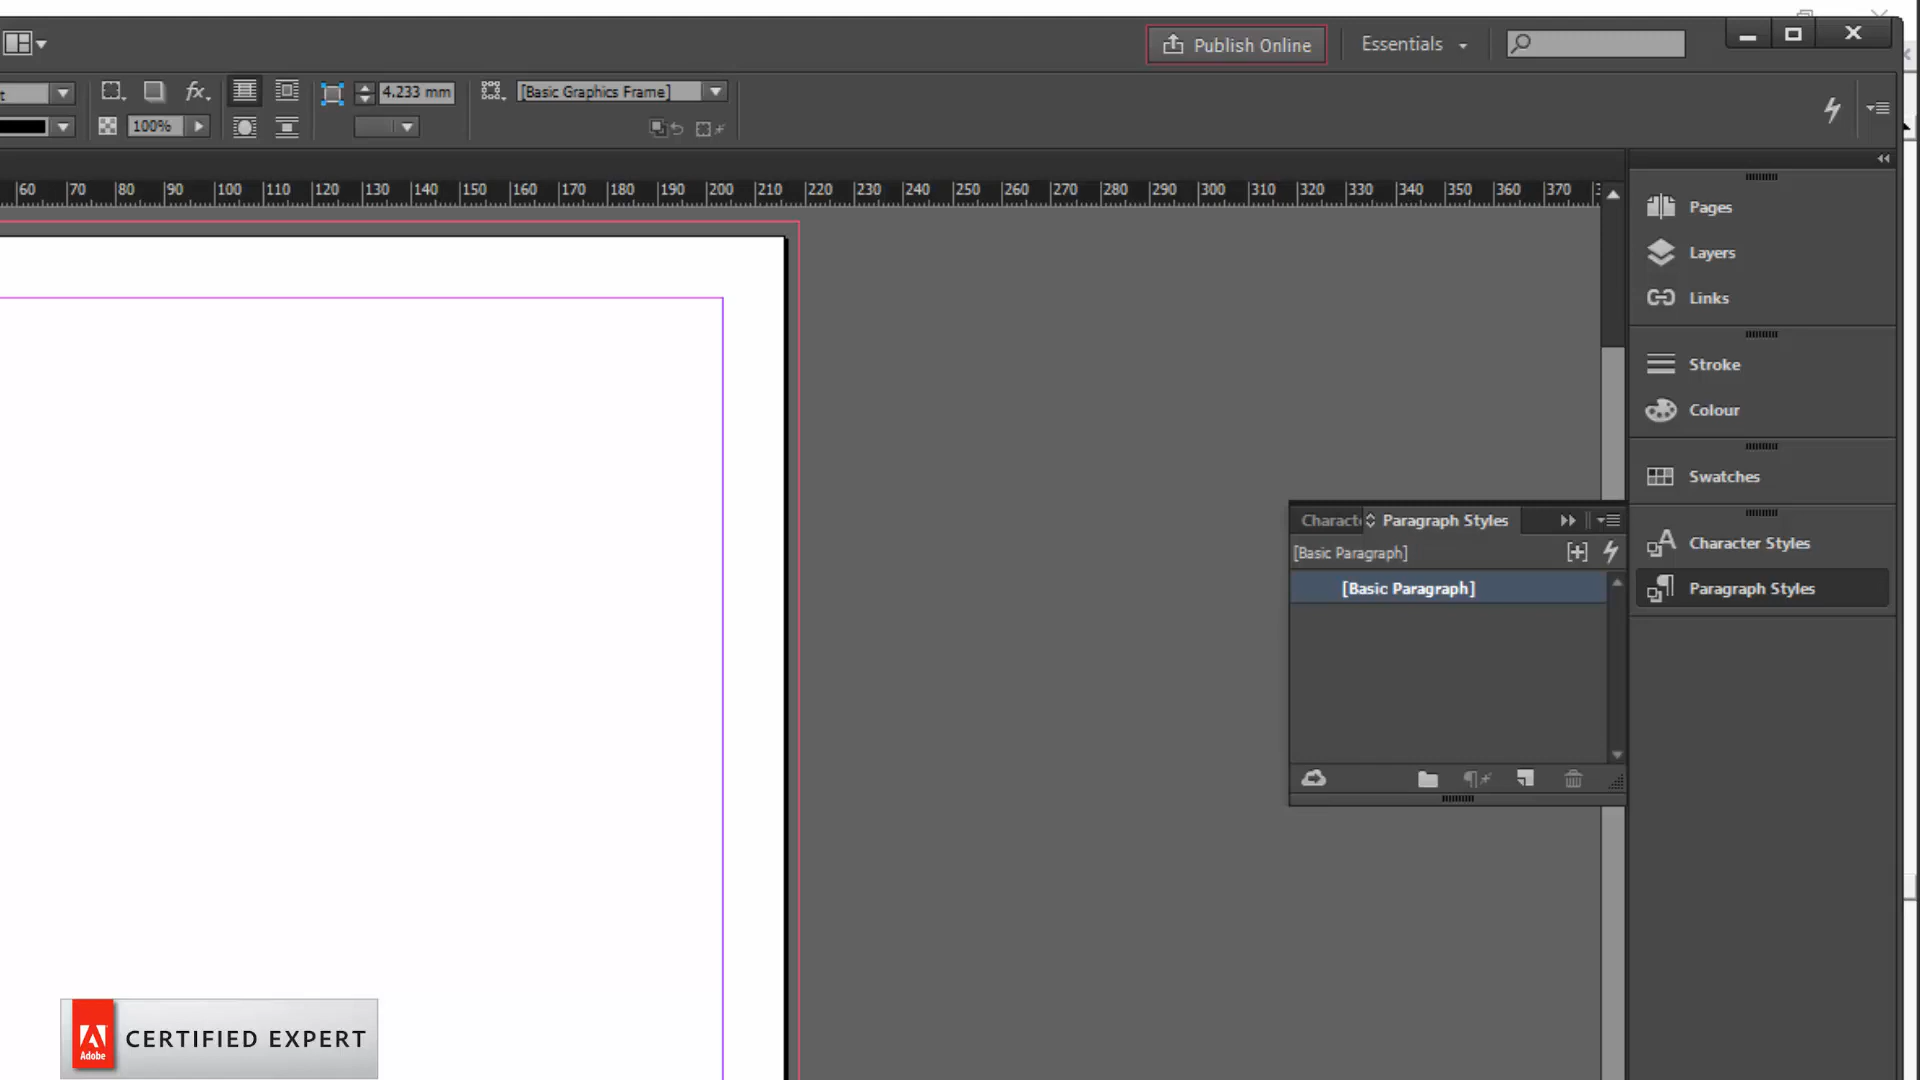 Publish Online
Essentials
t
4.233 mm
[Basic Graphics Frame]
100%
60 70 80 90 100 110 120 130 140 150 160 170 180 190 200 210 220 230 240 250 260 270 280 290 300 310 320 330 340 350 360 370
Pages
Layers
Links
Stroke
Colour
Swatches
Charact
Paragraph Styles
[Basic Paragraph]
Character Styles
[Basic Paragraph]
Paragraph Styles
Adobe
CERTIFIED EXPERT